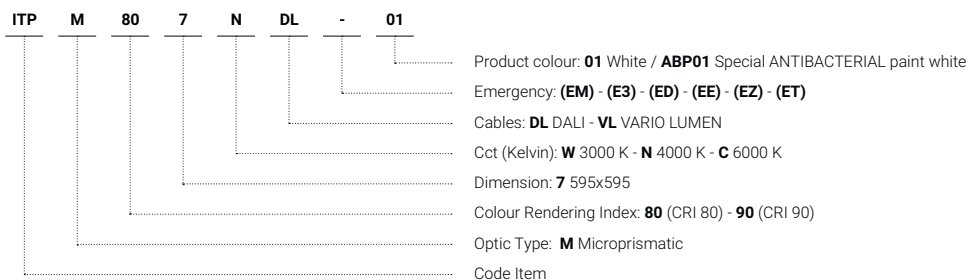 ITP M 80 7 N DL - 01
Product colour: 01 White / ABP01 Special ANTIBACTERIAL paint white
Emergency: (EM) - (E3) - (ED) - (EE) - (EZ) - (ET)
Cables: DL DALI - VL VARIO LUMEN
Cct (Kelvin): W 3000 K - N 4000 K - C 6000 K
Dimension: 7 595x595
Colour Rendering Index: 80 (CRI 80) - 90 (CRI 90)
Optic Type: M Microprismatic
Code Item